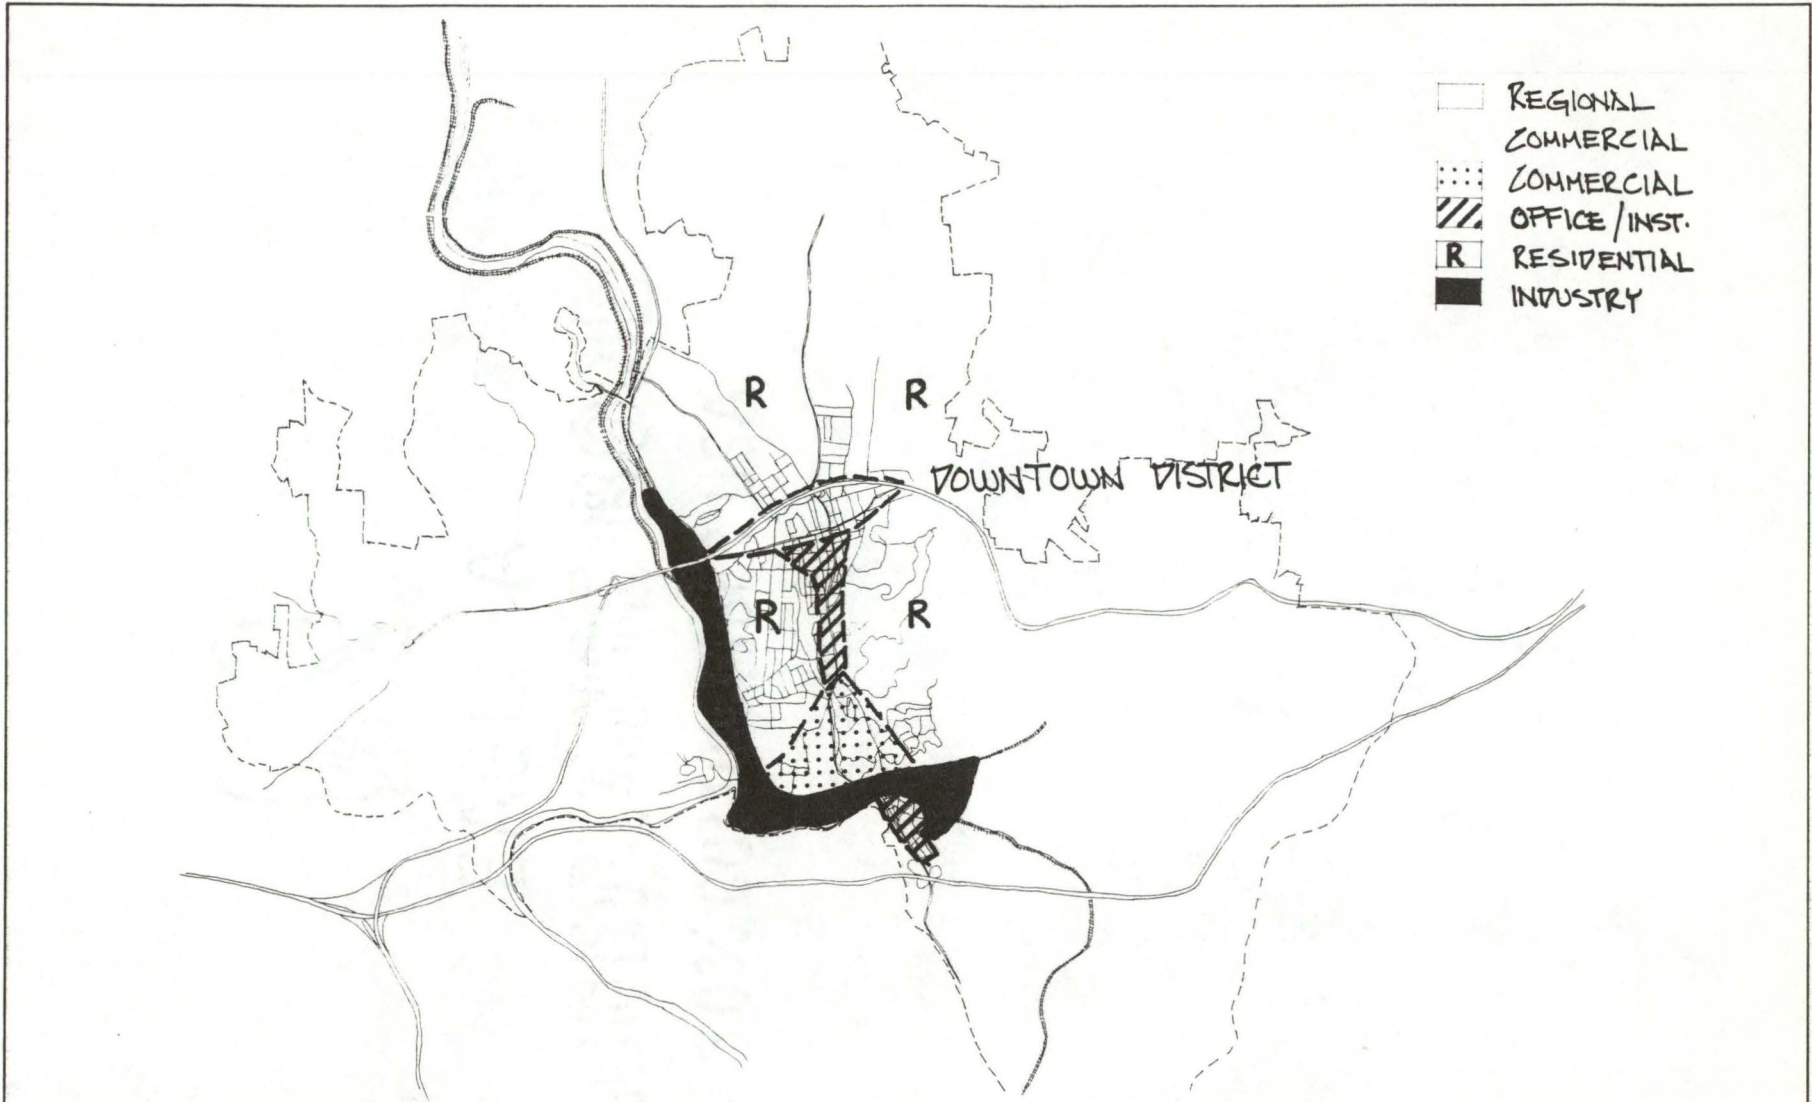 REGIONAL
COMMERCIAL
COMMERCIAL
OFFICE/INST.
R RESIDENTIAL
INDUSTRY
R
R
DOWNTOWN DISTRICT
R
R